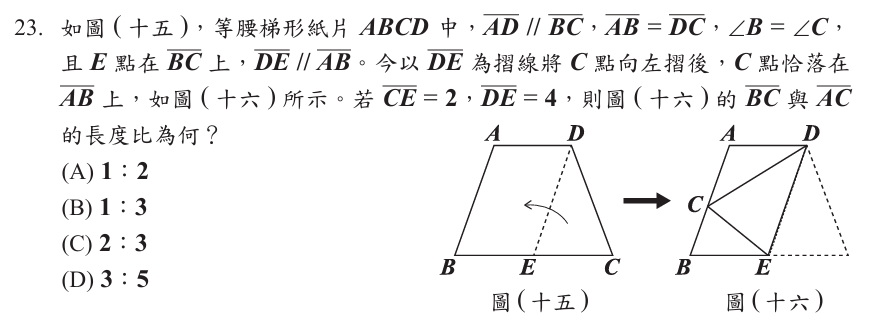 23. 如圖(十五),等腰梯形紙片 ABCD 中,AD // BC,AB = DC,∠B = ∠C,
且 E 點在 BC 上,DE // AB。今以 DE 為摺線將 C 點向左摺後,C 點恰落在
AB 上,如圖(十六)所示。若 CE = 2,DE = 4,則圖(十六)的 BC 與 AC
的長度比為何?
(A) 1:2
(B) 1:3
(C) 2:3
(D) 3:5
A D
B E C
圖(十五)
A D
C
B E
圖(十六)